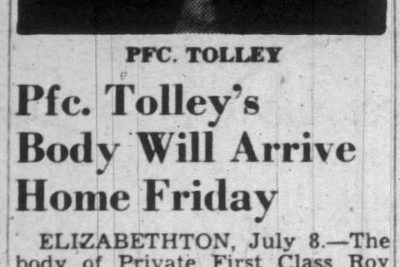 PFC. TOLLEY
Pfc. Tolley's
Body Will Arrive
Home Friday
ELIZABETHTON, July 8.—The
body of Private First Class Roy